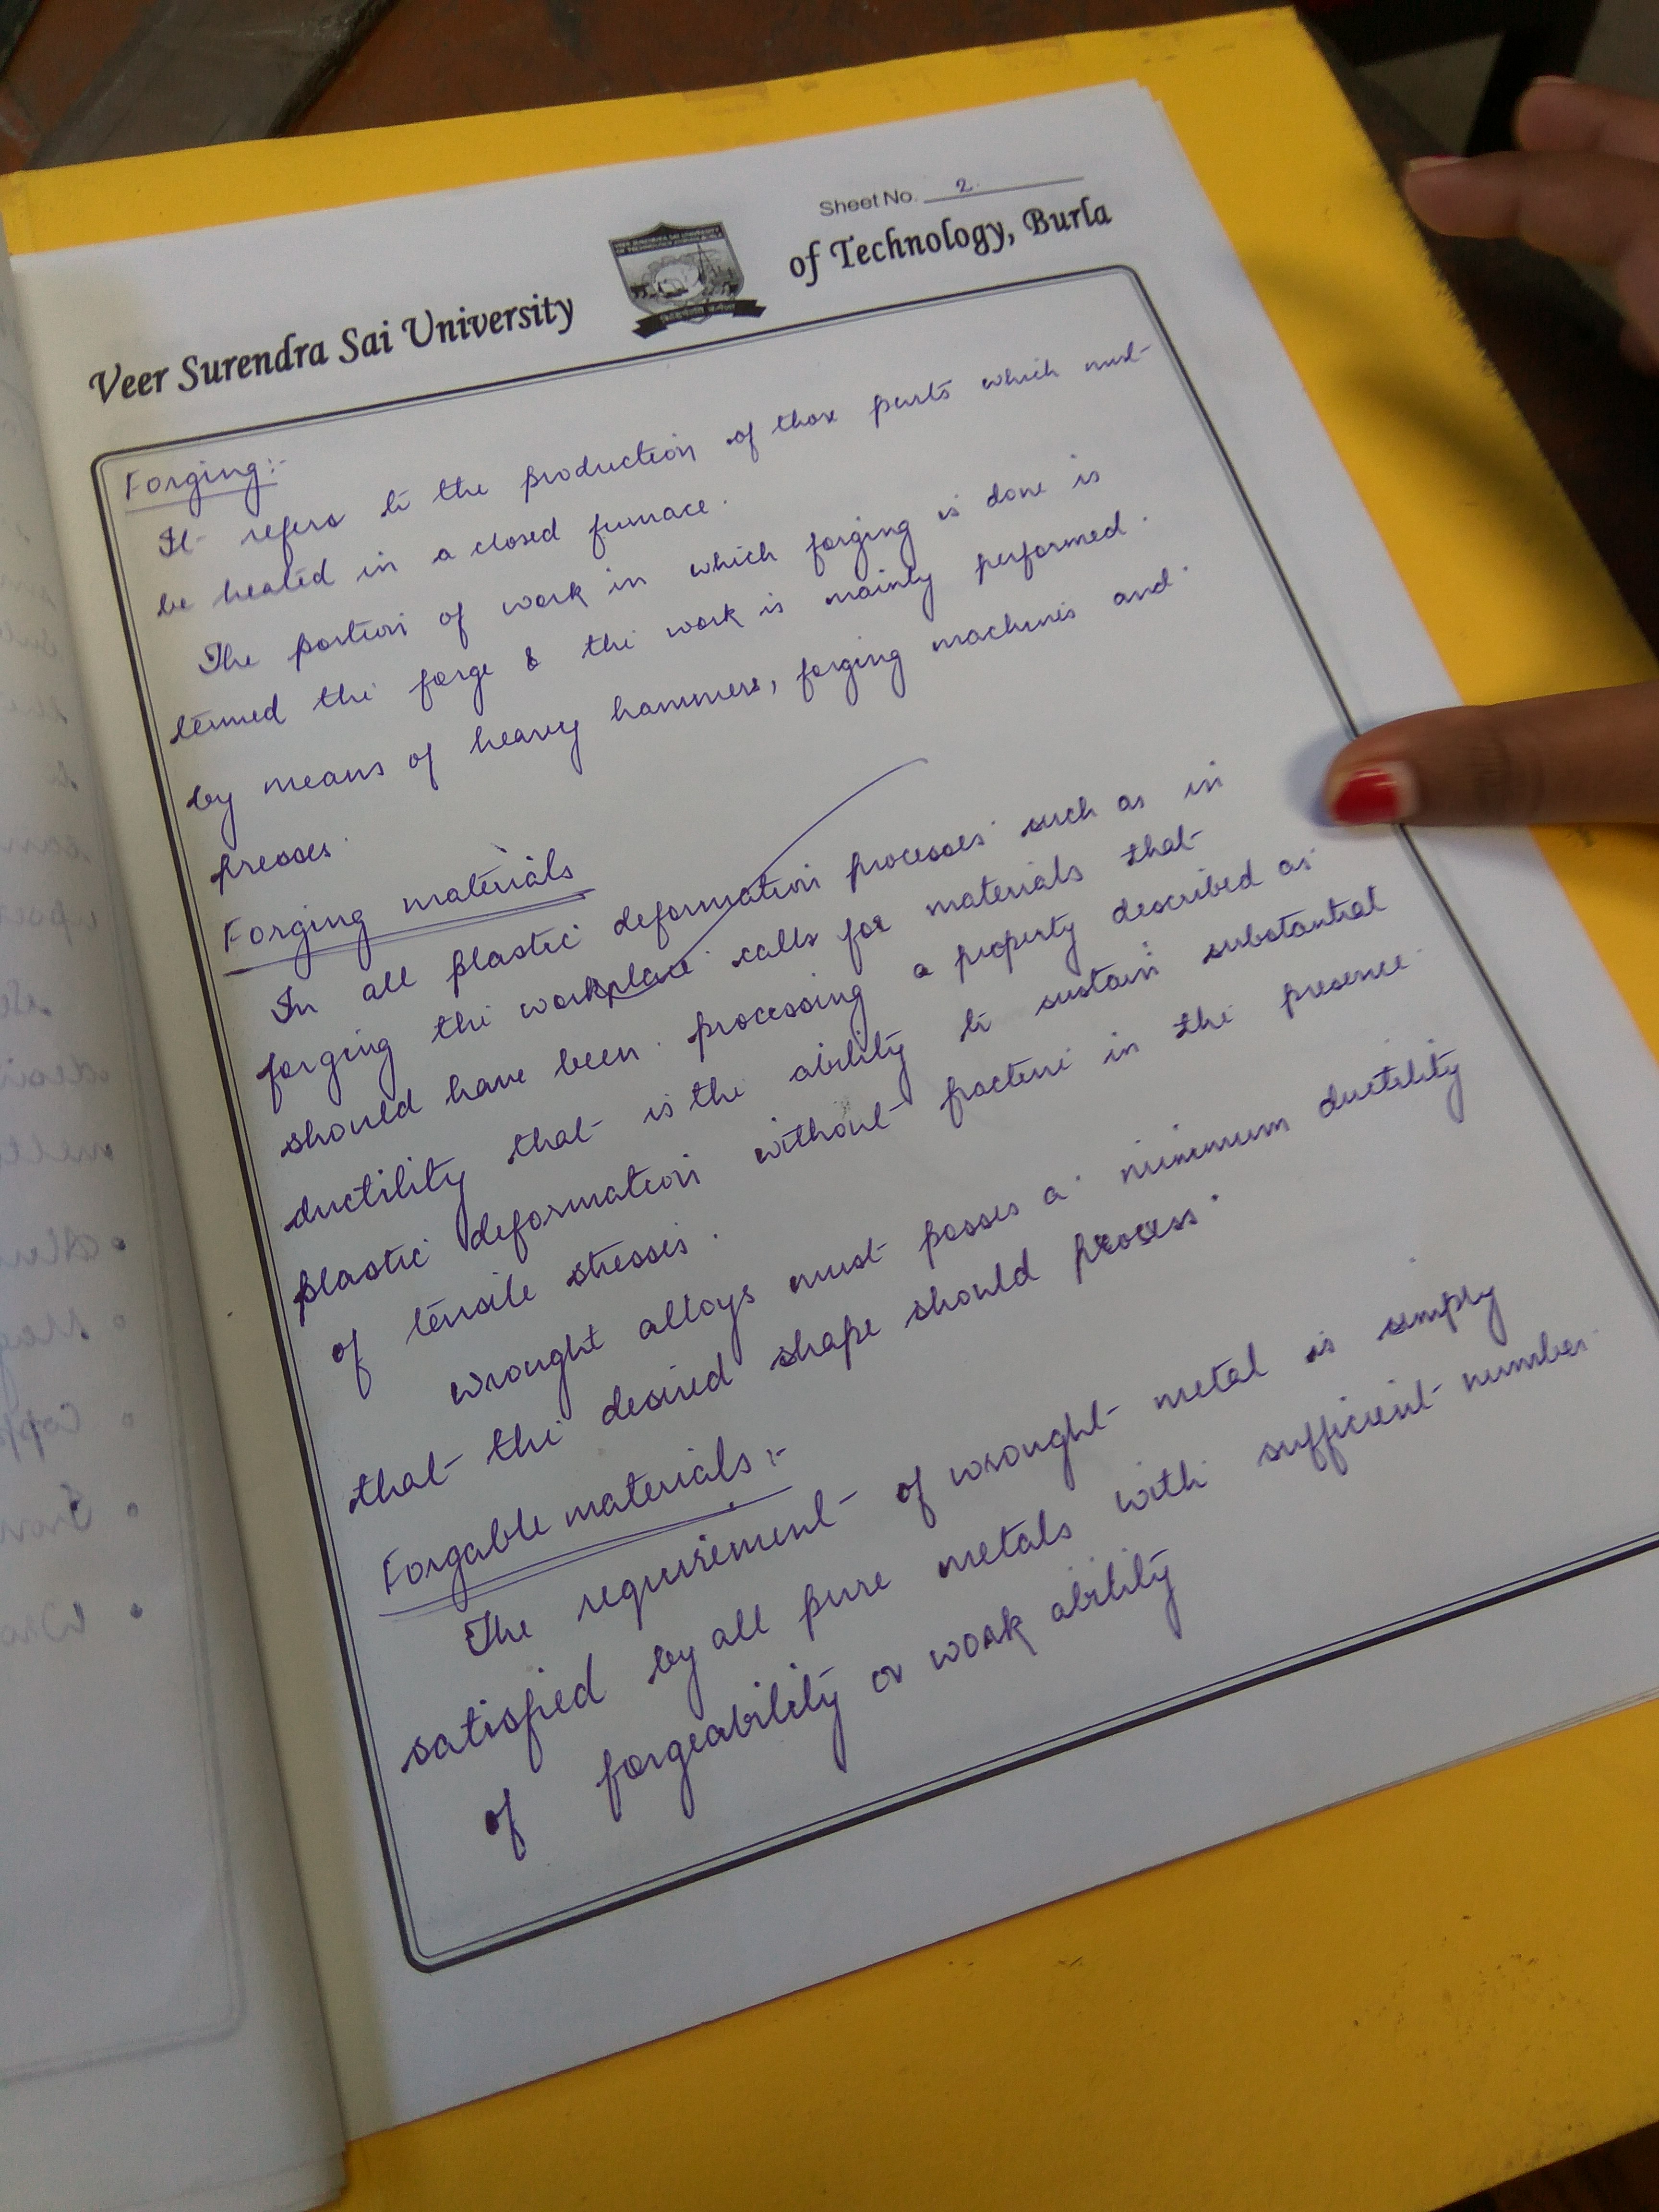 Sheet No. 2.
Veer Surendra Sai University of Technology, Burla
Forging:-
It refers to the production of those parts which must
be heated in a closed furnace.
The portion of work in which forging is done is
termed the forge & the work is mainly performed.
by means of heavy hammers, forging machines and
presses.
Forging materials
In all plastic deformation processes such as in
forging the workplace calls for materials that
should have been processing a property described as
ductility that is the ability to sustain substantial
plastic deformation without fracture in the presence
of tensile stresses.
wrought alloys must posses a minimum ductility
that the desired shape should process.
Forgable materials:-
The requirement of wrought metal is simply
satisfied by all pure metals with sufficient number
of forgeability or work ability